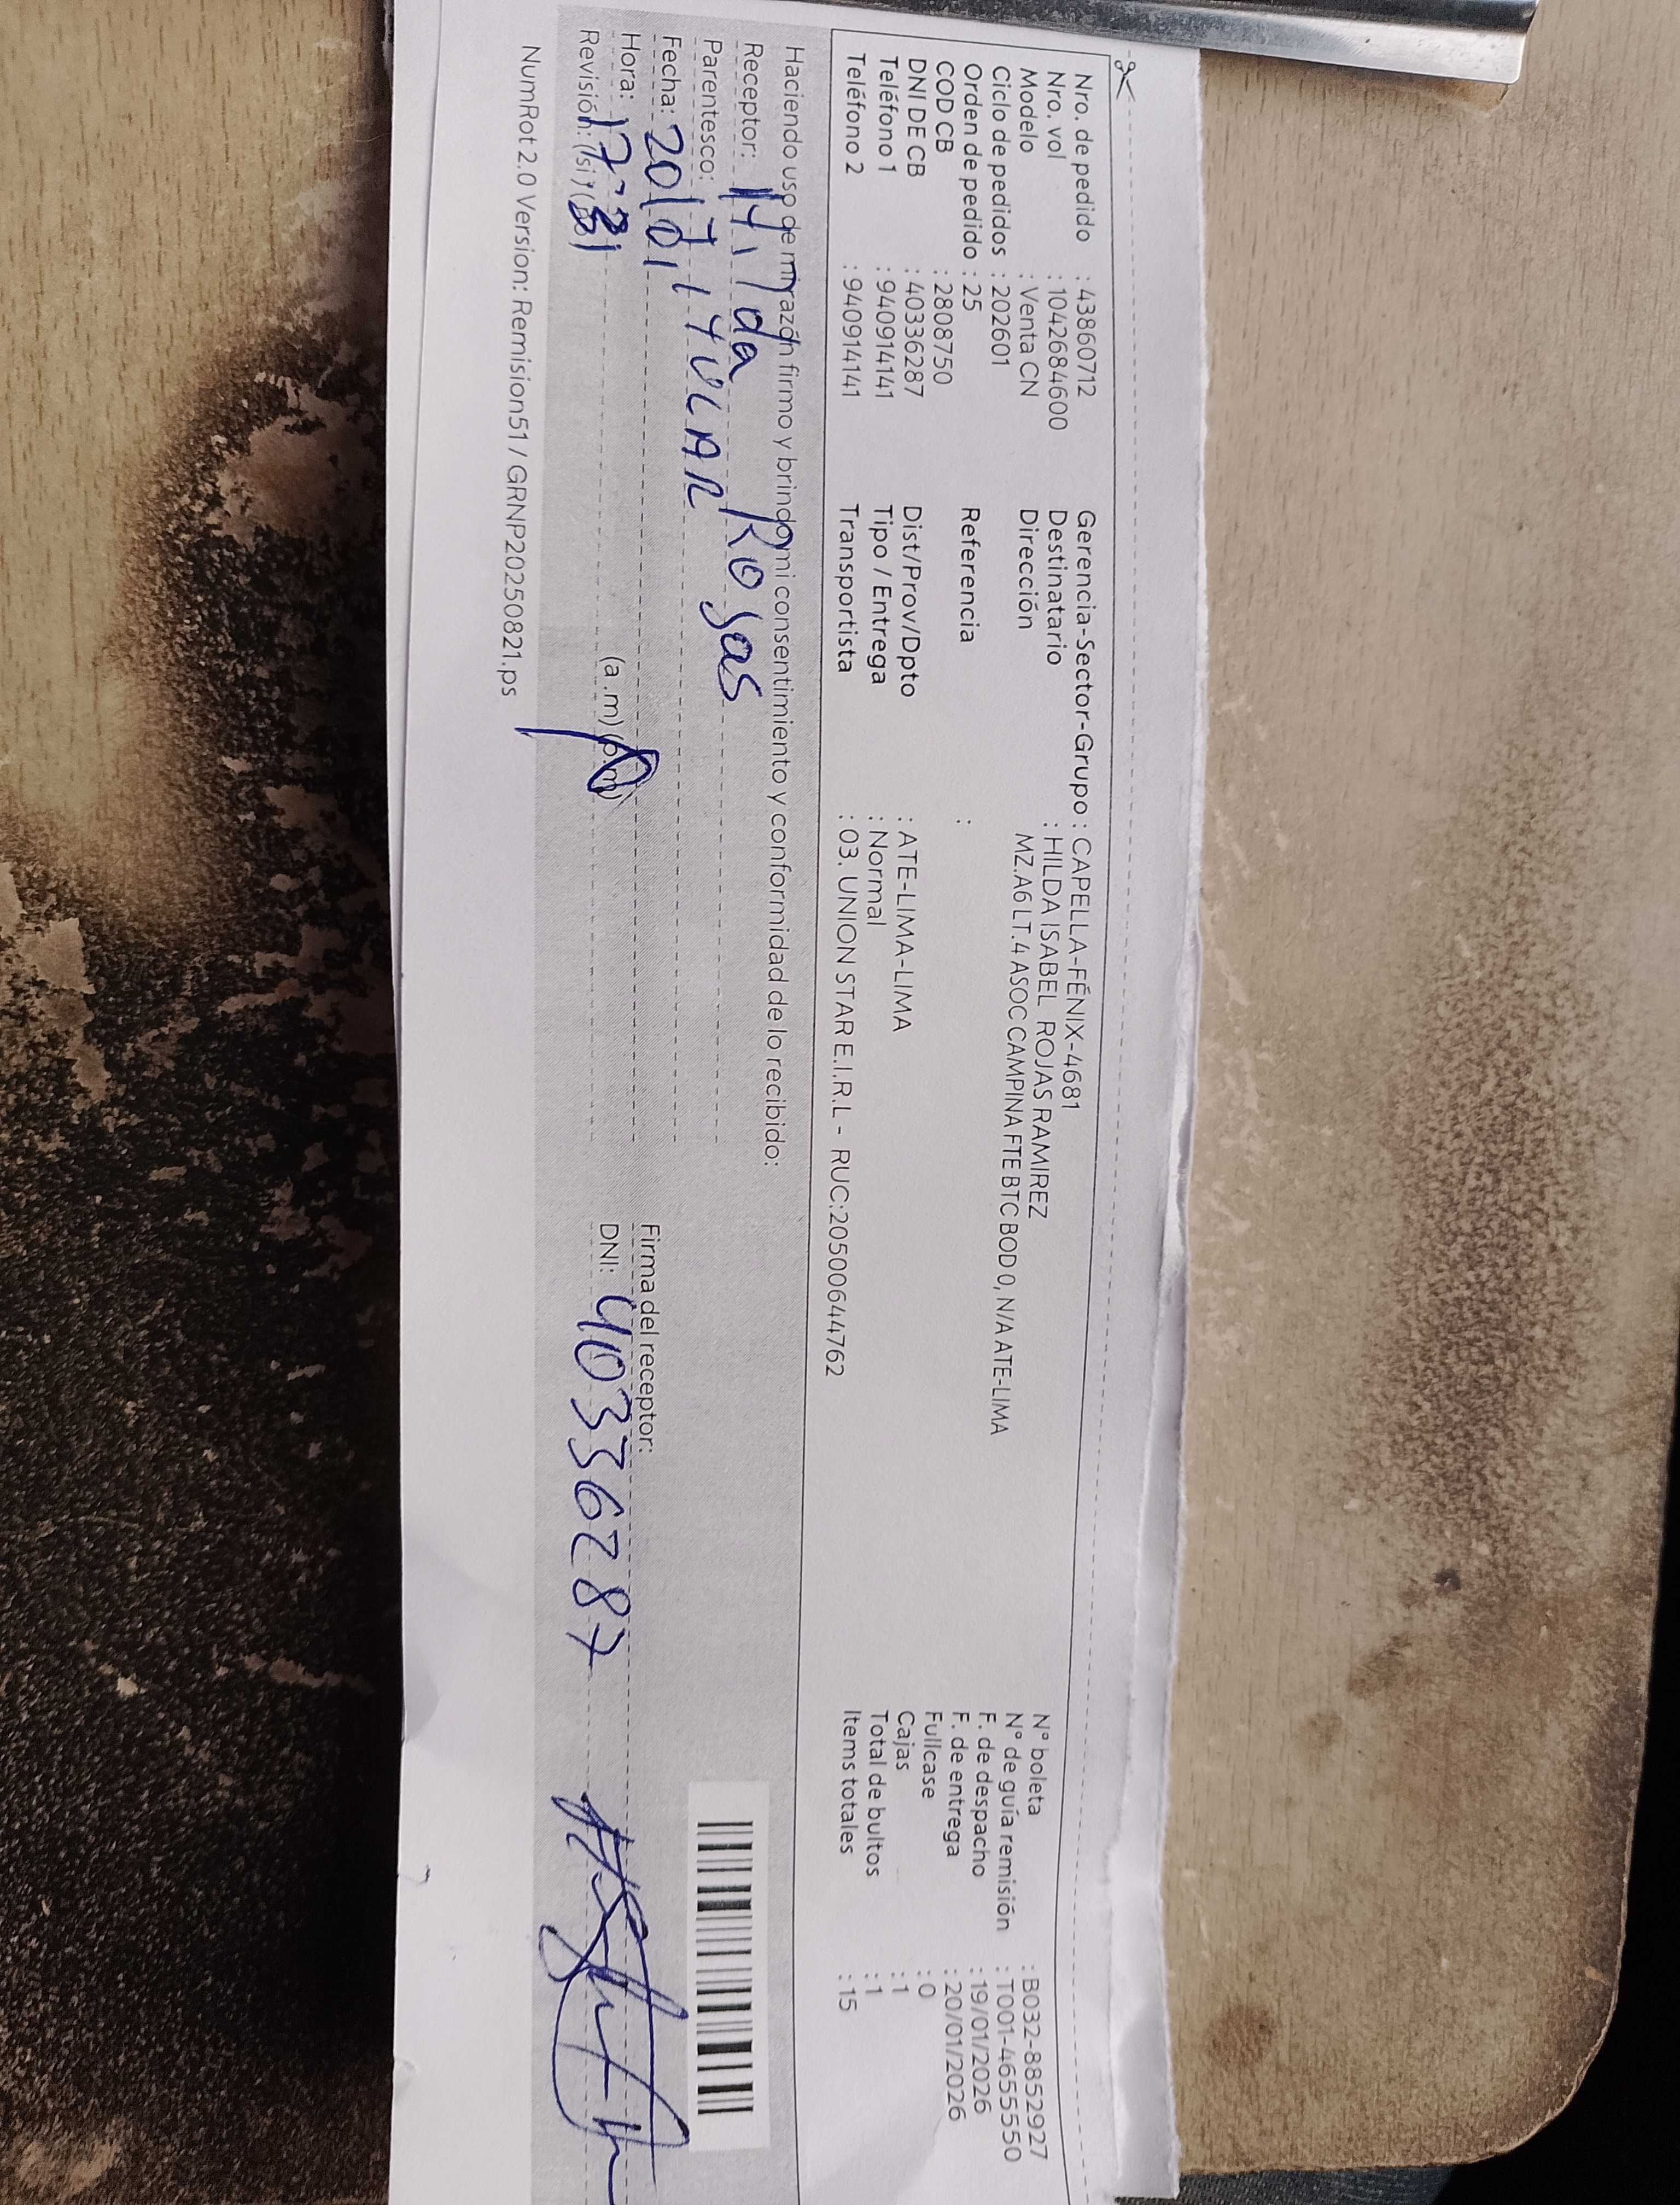 Nro. de pedido : 43860712
Nro. vol : 1042684600
Modelo : Venta CN
Ciclo de pedidos : 202601
Orden de pedido : 25
COD CB : 2808750
DNI DE CB : 40336287
Teléfono 1 : 940914141
Teléfono 2 : 940914141
Gerencia-Sector-Grupo : CAPELLA-FÉNIX-4681
Destinatario : HILDA ISABEL ROJAS RAMIREZ
Dirección MZ.A6 LT.4 ASOC CAMPINA FTE BTC BOD 0, N/A ATE-LIMA
Referencia :
Dist/Prov/Dpto : ATE-LIMA-LIMA
Tipo / Entrega : Normal
Transportista : 03. UNION STAR E.I.R.L - RUC:20500644762
N° boleta : B032-8852927
N° de guía remisión : T001-4655550
F. de despacho : 19/01/2026
F. de entrega : 20/01/2026
Fullcase : 0
Cajas : 1
Total de bultos : 1
Items totales : 15
Haciendo uso de mi razón firmo y brindo mi consentimiento y conformidad de lo recibido:
Receptor: Hilda Rosas
Parentesco: TITULAR
Fecha: 20/01
Hora: (a.m) (p.m)
Revisión: (si)
Firma del receptor:
DNI: 40336287
NumRot 2.0 Version: Remision51 / GRNP20250821.ps